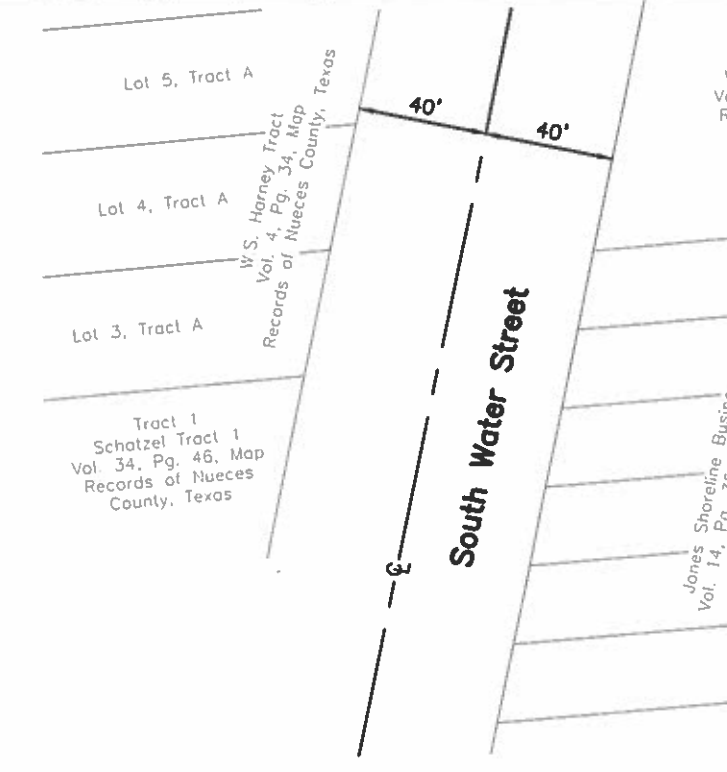 Lot 5, Tract A
Lot 4, Tract A
Lot 3, Tract A
W.S. Harney Tract
Vol. 4, Pg. 34, Map
Records of Nueces County, Texas
Tract 1
Schatzel Tract 1
Vol. 34, Pg. 46, Map
Records of Nueces
County, Texas
40'
40'
South Water Street
℄
Jones Shoreline
Vol. 14, Pg.